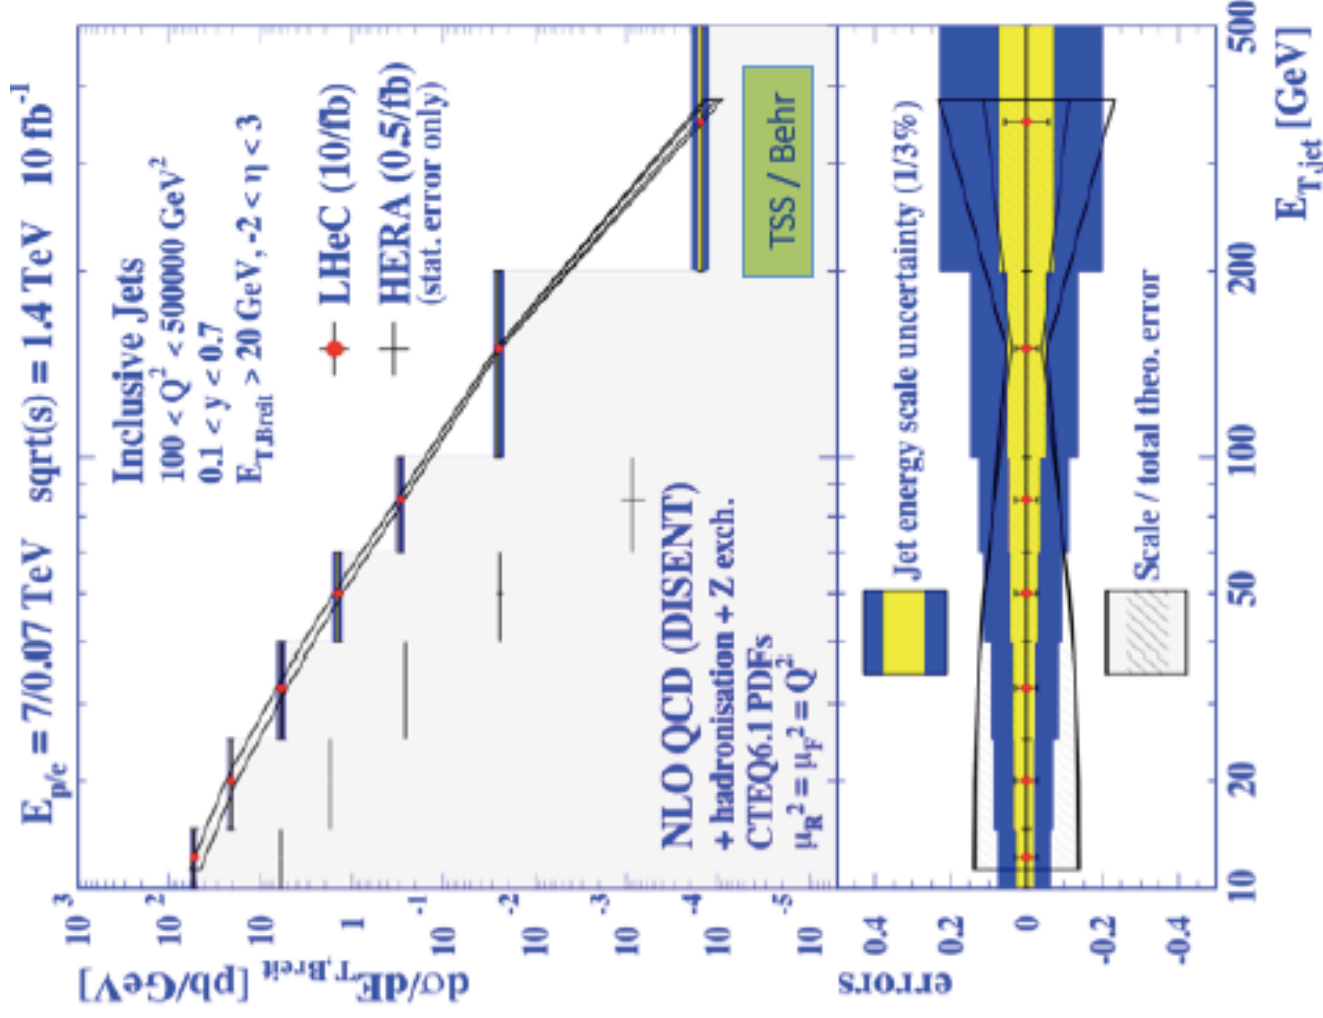 E_p/e = 7/0.07 TeV sqrt(s) = 1.4 TeV 10 fb^-1
Inclusive Jets
100 < Q^2 < 500000 GeV^2
0.1 < y < 0.7
E_T,Breit > 20 GeV, -2 < η < 3
LHeC (10/fb)
HERA (0.5/fb)
(stat. error only)
dσ/dE_T,Breit [pb/GeV]
10^3
10^2
10
1
10^-1
10^-2
10^-3
10^-4
10^-5
NLO QCD (DISENT)
+ hadronisation + Z exch.
CTEQ6.1 PDFs
μ_R^2 = μ_F^2 = Q^2
TSS / Behr
errors
0.4
0.2
0
-0.2
-0.4
Jet energy scale uncertainty (1/3%)
Scale / total theo. error
10 20 50 100 200 500
E_T,jet [GeV]